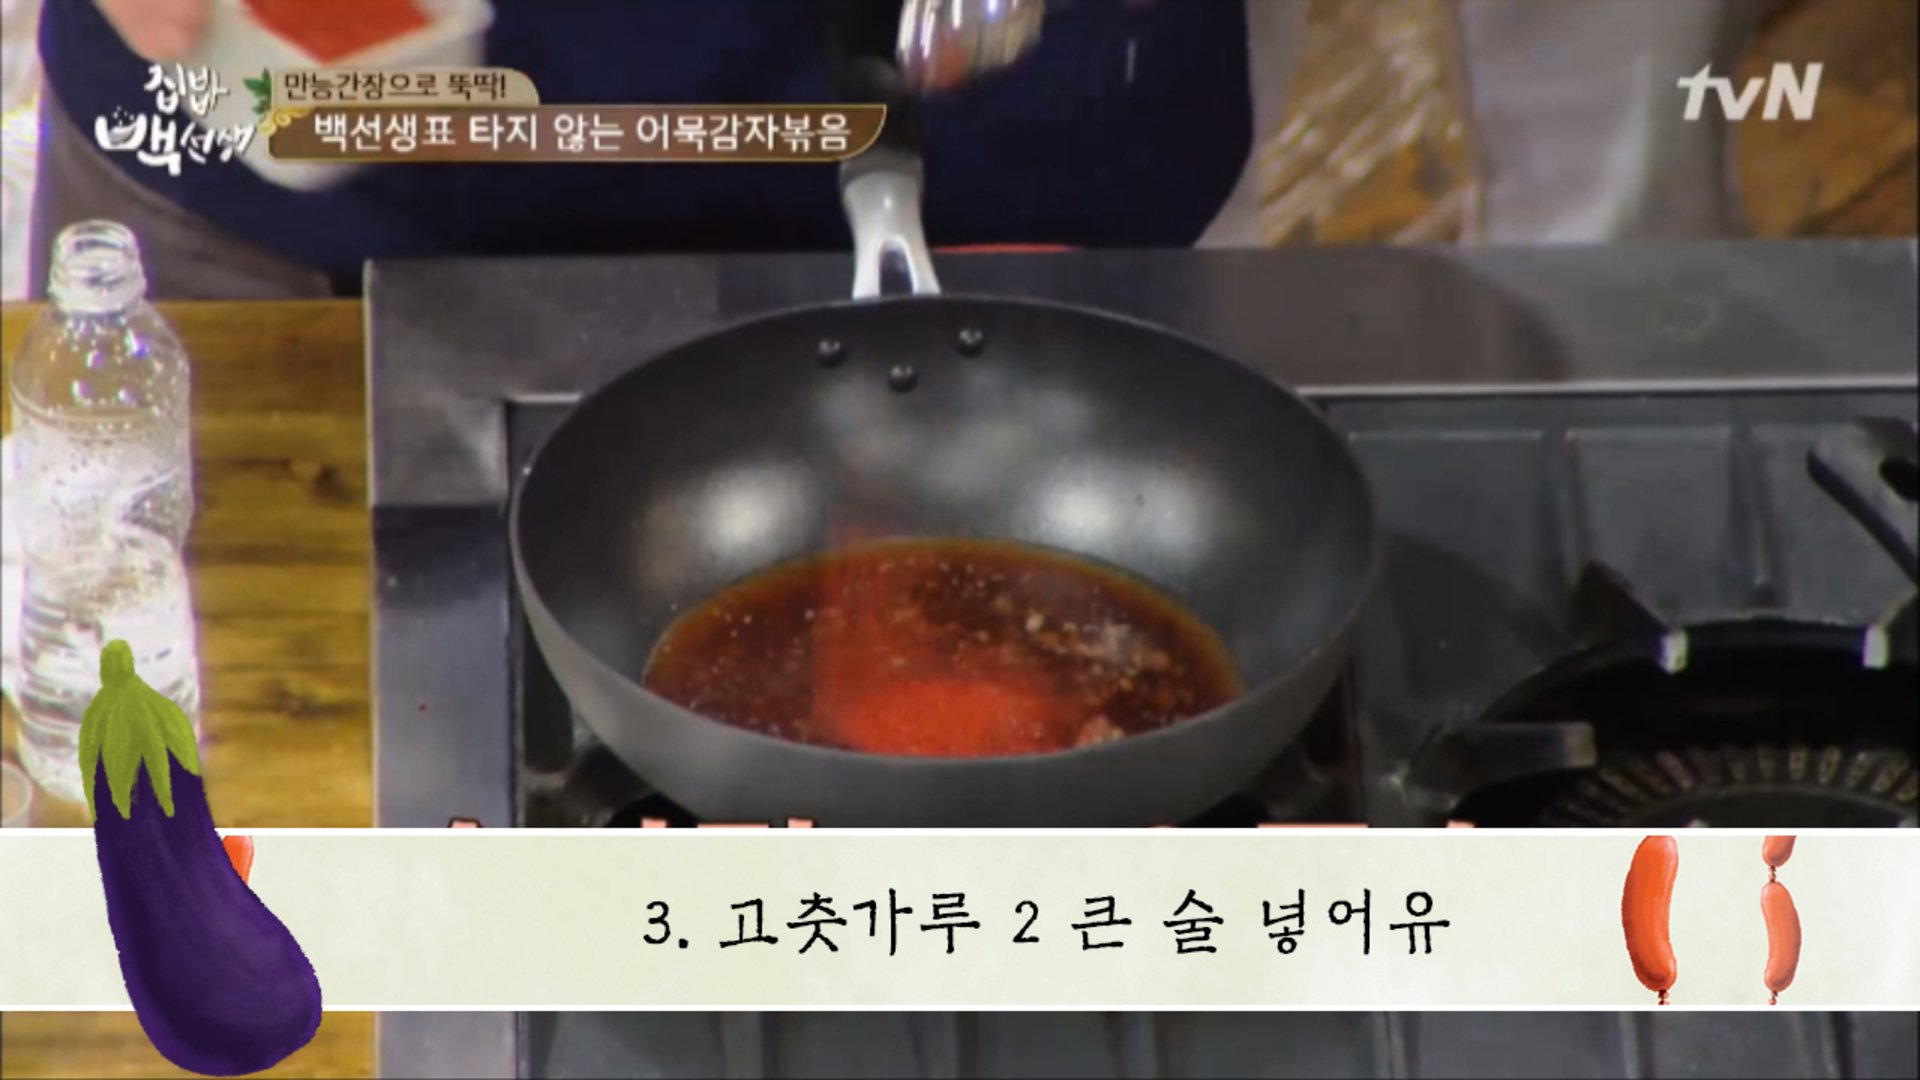 집밥
백선생
만능간장으로 뚝딱!
백선생표 타지 않는 어묵감자볶음
tvN
3. 고춧가루 2 큰 술 넣어유